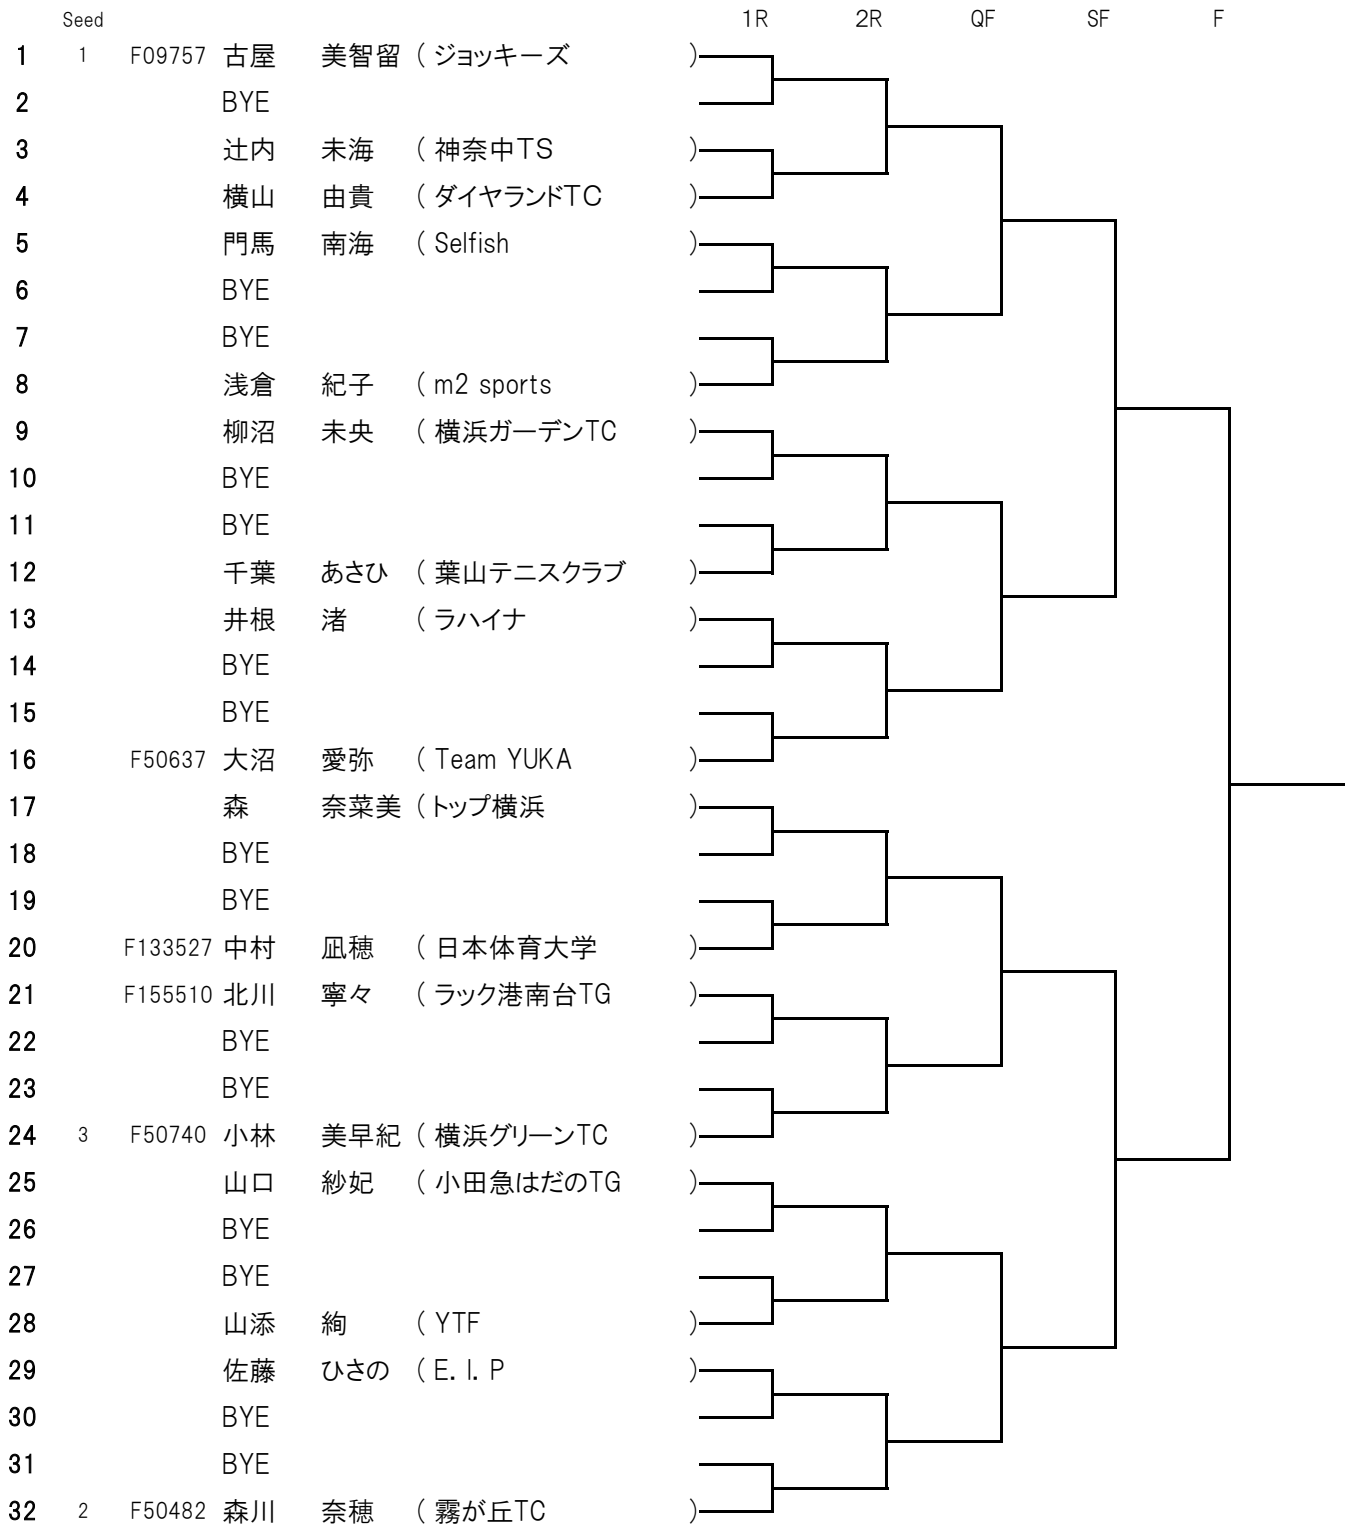 Seed 1R 2R QF SF F
1 1 F09757 古屋 美智留 ( ジョッキーズ )
2 BYE
3 辻内 未海 ( 神奈中TS )
4 横山 由貴 ( ダイヤランドTC )
5 門馬 南海 ( Selfish )
6 BYE
7 BYE
8 浅倉 紀子 ( m2 sports )
9 柳沼 未央 ( 横浜ガーデンTC )
10 BYE
11 BYE
12 千葉 あさひ ( 葉山テニスクラブ )
13 井根 渚 ( ラハイナ )
14 BYE
15 BYE
16 F50637 大沼 愛弥 ( Team YUKA )
17 森 奈菜美 ( トップ横浜 )
18 BYE
19 BYE
20 F133527 中村 凪穂 ( 日本体育大学 )
21 F155510 北川 寧々 ( ラック港南台TG )
22 BYE
23 BYE
24 3 F50740 小林 美早紀 ( 横浜グリーンTC )
25 山口 紗妃 ( 小田急はだのTG )
26 BYE
27 BYE
28 山添 絢 ( YTF )
29 佐藤 ひさの ( E. I. P )
30 BYE
31 BYE
32 2 F50482 森川 奈穂 ( 霧が丘TC )